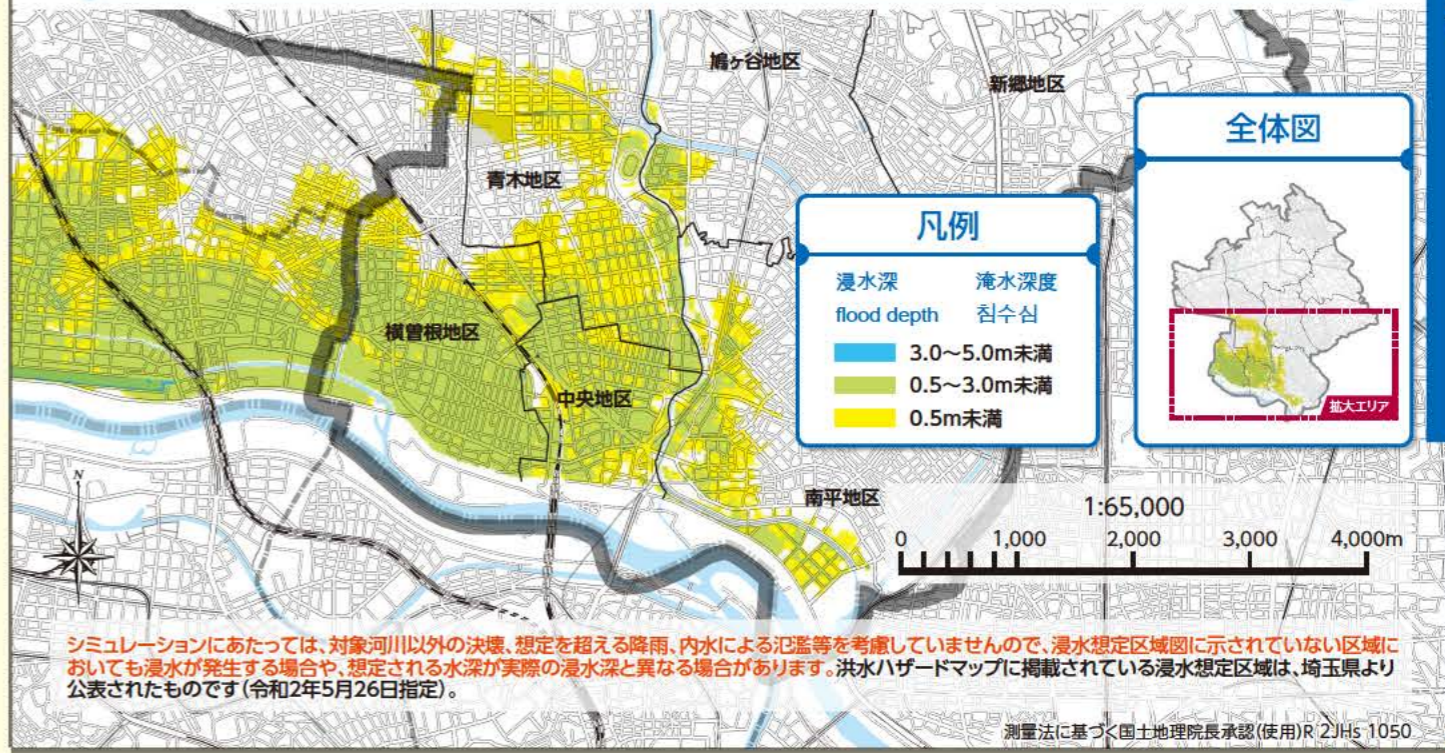 鳩ヶ谷地区
新郷地区
青木地区
横曽根地区
中央地区
南平地区
N
全体図
拡大エリア
凡例
浸水深 淹水深度
flood depth 침수심
3.0～5.0m未満
0.5～3.0m未満
0.5m未満
1:65,000
0 1,000 2,000 3,000 4,000m
シミュレーションにあたっては、対象河川以外の決壊、想定を超える降雨、内水による氾濫等を考慮していませんので、浸水想定区域図に示されていない区域に
おいても浸水が発生する場合や、想定される水深が実際の浸水深と異なる場合があります。洪水ハザードマップに掲載されている浸水想定区域は、埼玉県より
公表されたものです(令和2年5月26日指定)。
測量法に基づく国土地理院長承認(使用)R 2JHs 1050